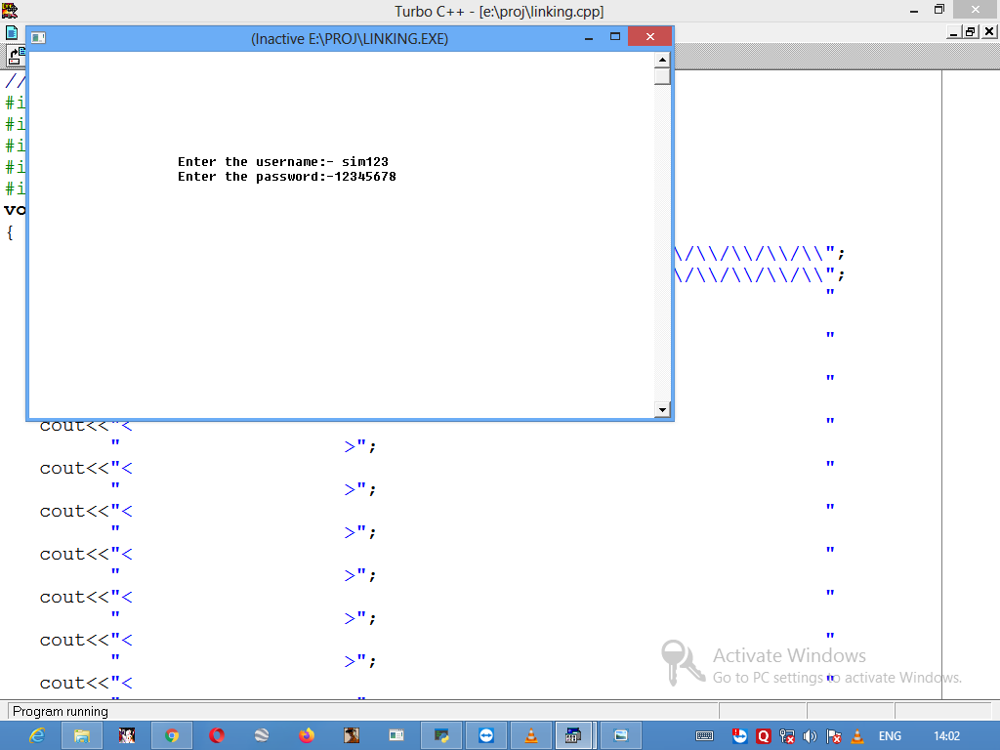 Turbo C++ - [e:\proj\linking.cpp]
(Inactive E:\PROJ\LINKING.EXE)
//
#i
#i
#i
#i
#i
vo
{
Enter the username:- sim123
Enter the password:-12345678
\/\\/\\/\\/\\";
\/\\/\\/\\/\\";
"
"
"
cout<<"< "
" >";
cout<<"< "
" >";
cout<<"< "
" >";
cout<<"< "
" >";
cout<<"< "
" >";
cout<<"< "
" >";
cout<<"<
Activate Windows
Go to PC settings to activate Windows.
Program running
ENG 14:02